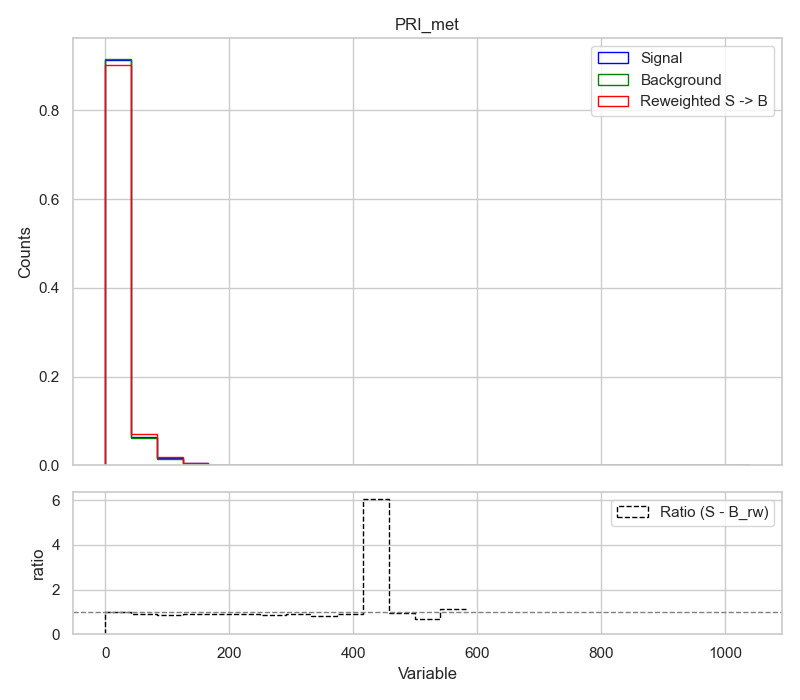 PRI_met
Signal
Background
Reweighted S -> B
0.8
0.6
0.4
0.2
0.0
Counts
Ratio (S - B_rw)
6
4
2
0
ratio
0
200
400
600
800
1000
Variable